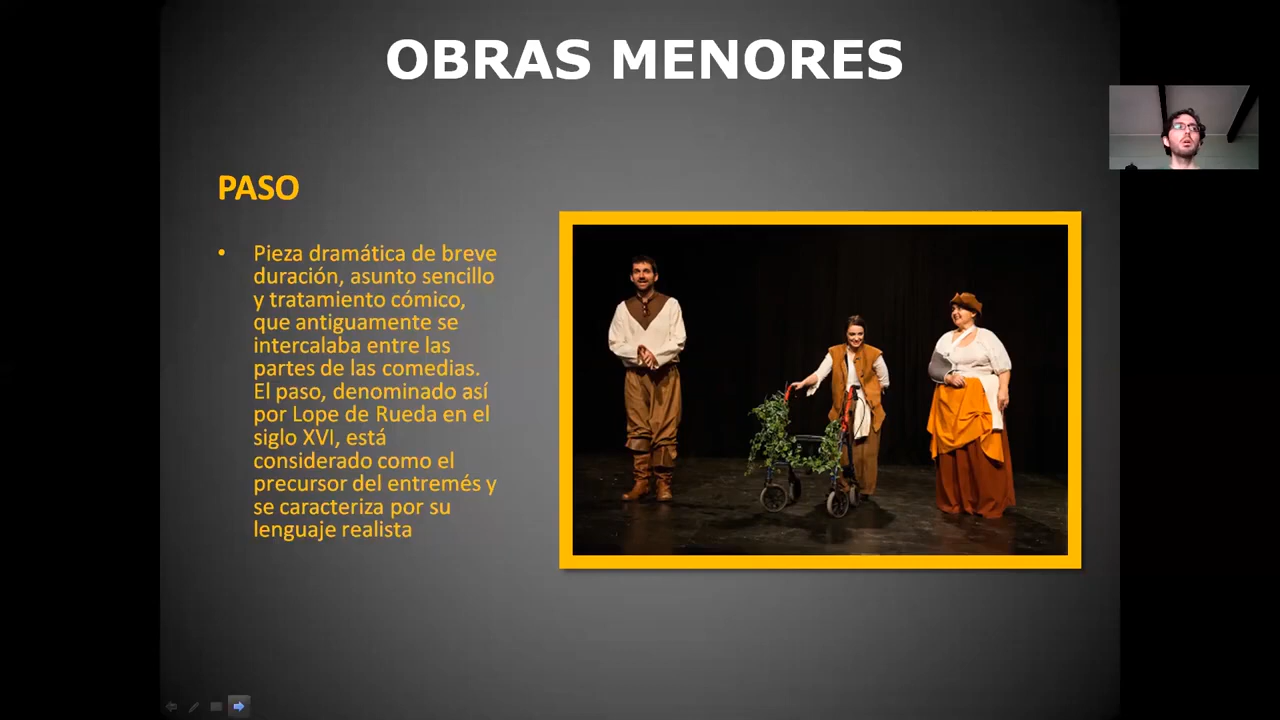 OBRAS MENORES
PASO
• Pieza dramática de breve
duración, asunto sencillo
y tratamiento cómico,
que antiguamente se
intercalaba entre las
partes de las comedias.
El paso, denominado así
por Lope de Rueda en el
siglo XVI, está
considerado como el
precursor del entremés y
se caracteriza por su
lenguaje realista